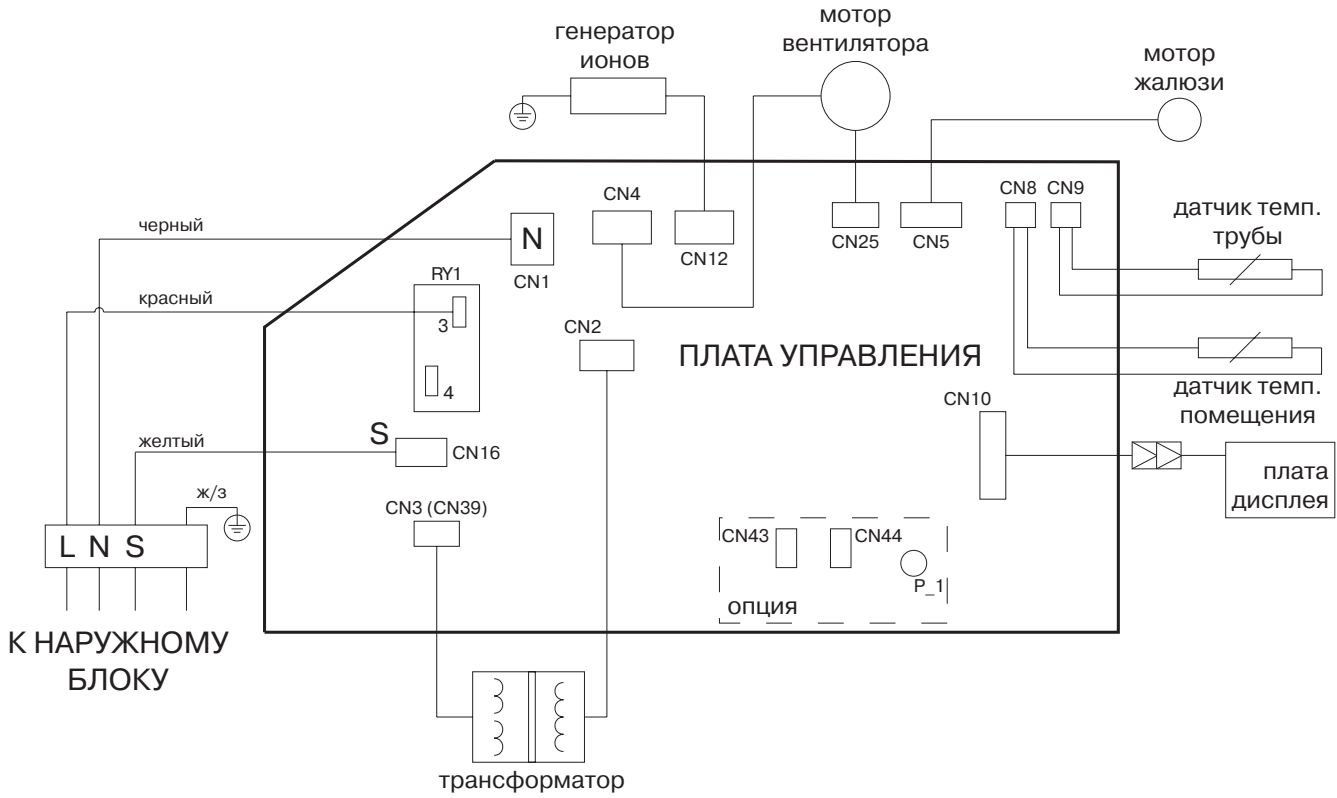 генератор
ионов
мотор
вентилятора
мотор
жалюзи
CN8 CN9
CN4
CN12
CN25
CN5
датчик темп.
трубы
черный
N
CN1
RY1
красный
3
4
CN2
ПЛАТА УПРАВЛЕНИЯ
датчик темп.
помещения
CN10
желтый
S
CN16
плата
дисплея
ж/з
CN3 (CN39)
L N S
CN43
CN44
P_1
опция
К НАРУЖНОМУ
БЛОКУ
трансформатор